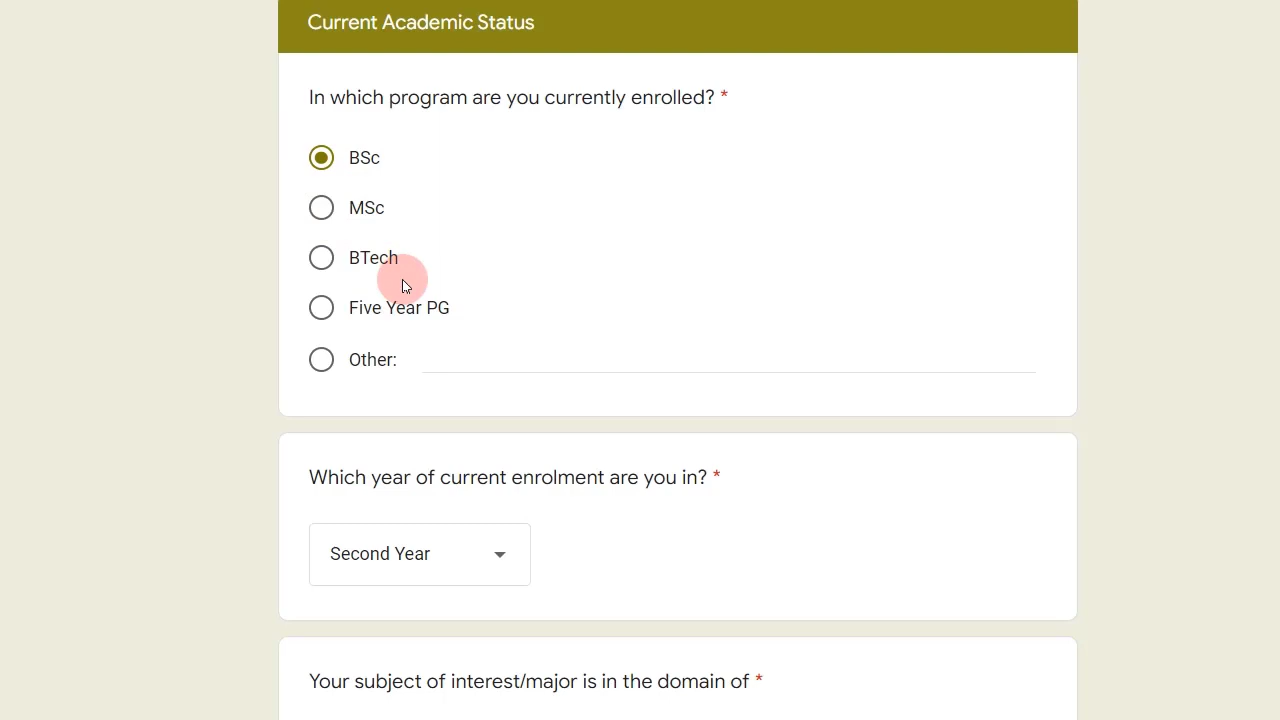 Current Academic Status
In which program are you currently enrolled? *
BSc
MSc
BTech
Five Year PG
Other:
Which year of current enrolment are you in? *
Second Year
Your subject of interest/major is in the domain of *